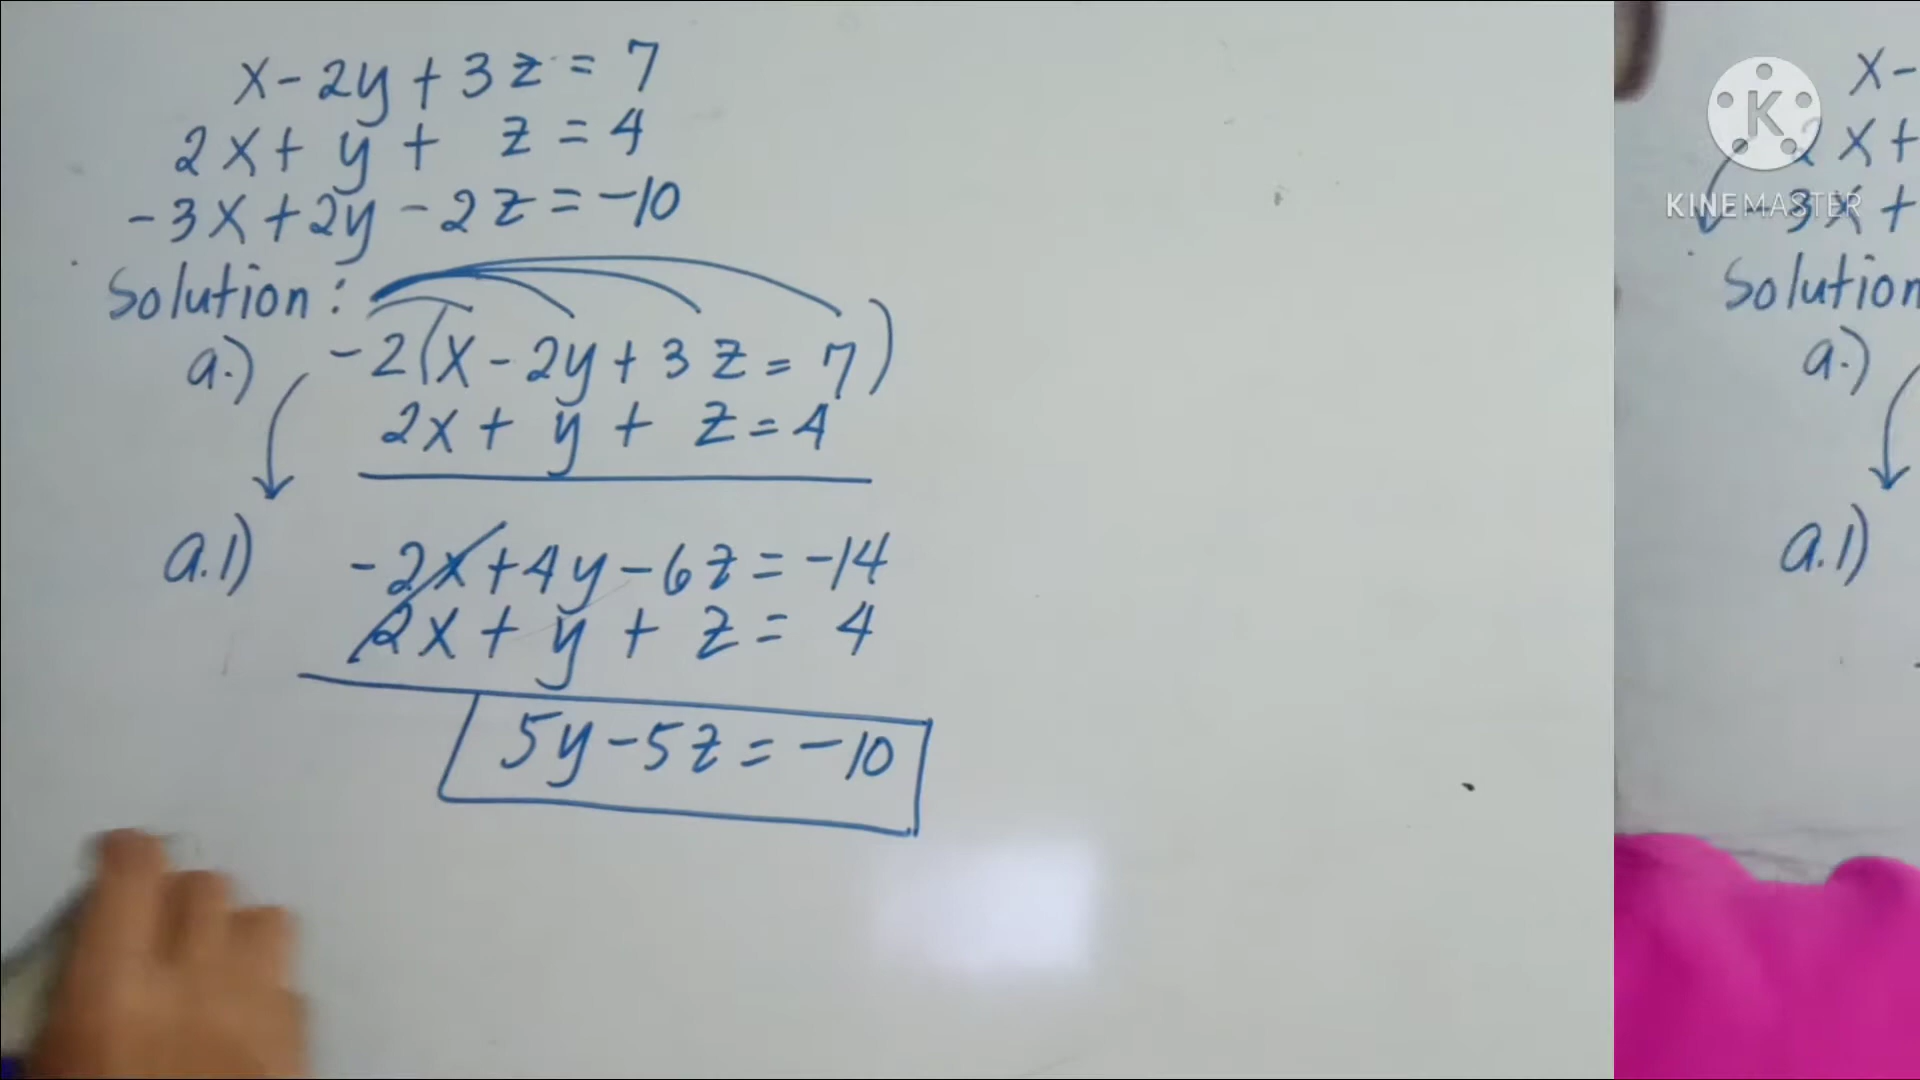 x - 2y + 3z = 7
2x + y + z = 4
-3x + 2y - 2z = -10
Solution:
a.) -2(x - 2y + 3z = 7)
2x + y + z = 4
a.1) -2x + 4y - 6z = -14
2x + y + z = 4
5y - 5z = -10
x -
K
2x +
KINEMASTER
-3x +
Solution
a.)
a.1)